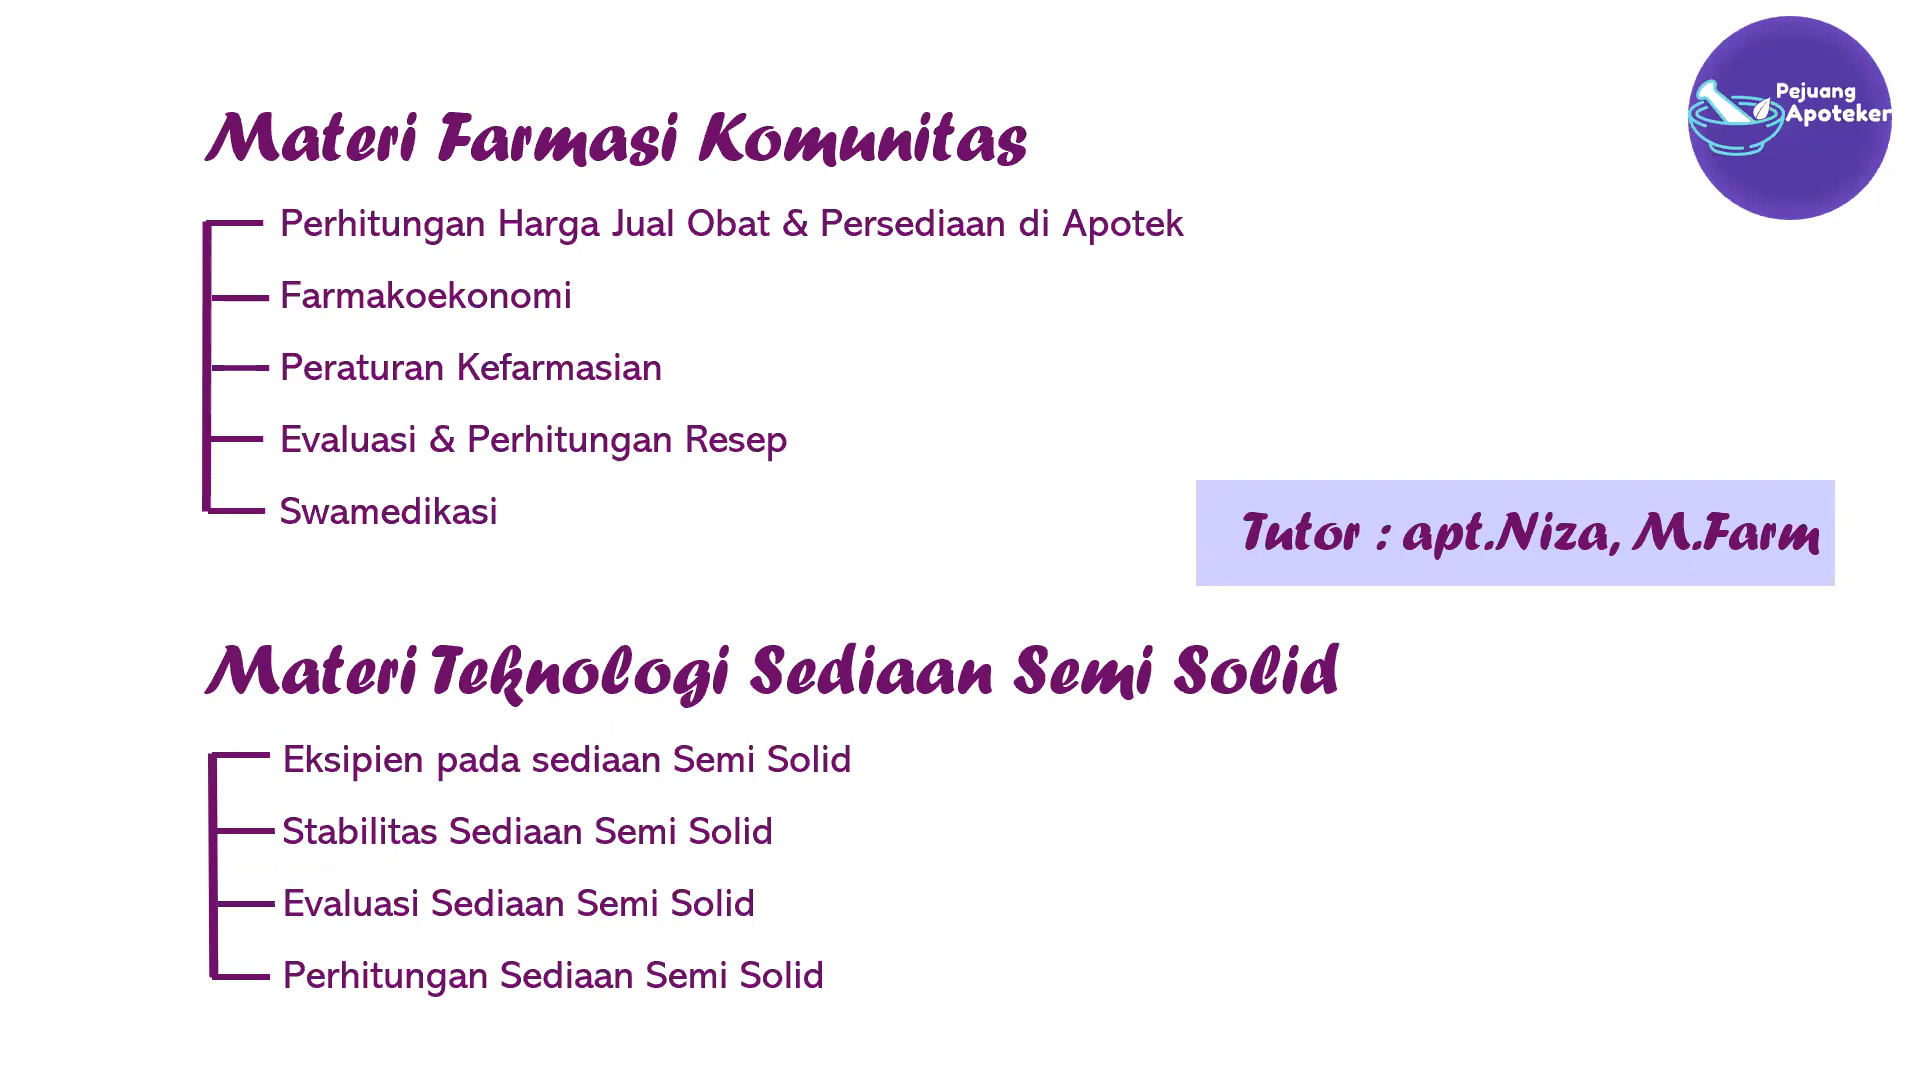 Pejuang
Apoteker
Materi Farmasi Komunitas
Perhitungan Harga Jual Obat & Persediaan di Apotek
Farmakoekonomi
Peraturan Kefarmasian
Evaluasi & Perhitungan Resep
Swamedikasi
Tutor : apt.Niza, M.Farm
Materi Teknologi Sediaan Semi Solid
Eksipien pada sediaan Semi Solid
Stabilitas Sediaan Semi Solid
Evaluasi Sediaan Semi Solid
Perhitungan Sediaan Semi Solid